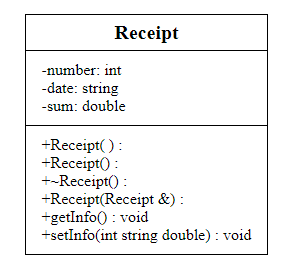 Receipt
-number: int
-date: string
-sum: double
+Receipt( ) :
+Receipt() :
+~Receipt() :
+Receipt(Receipt &) :
+getInfo() : void
+setInfo(int string double) : void